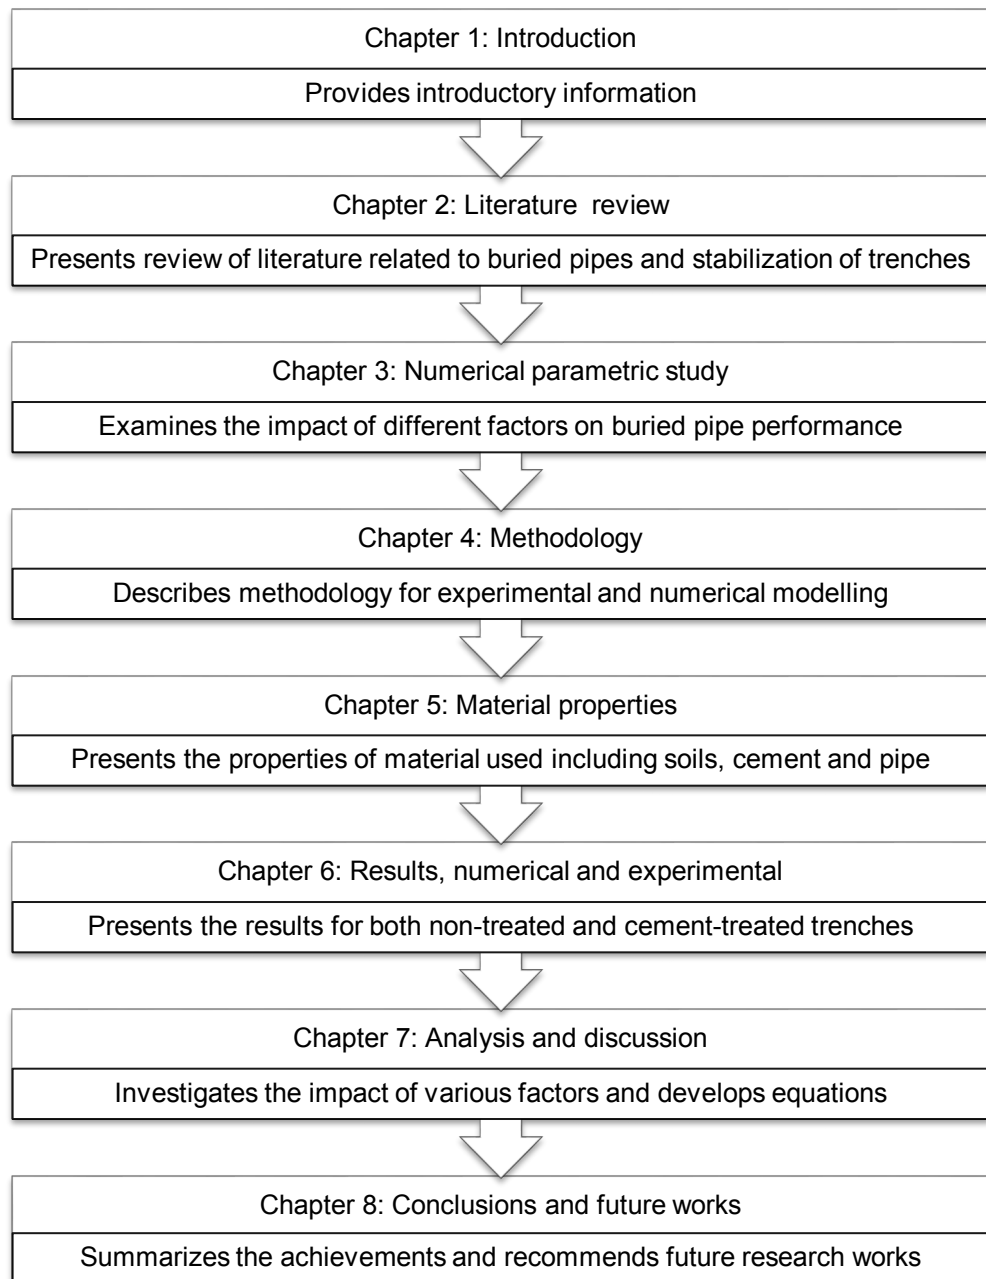 Chapter 1: Introduction
Provides introductory information
Chapter 2: Literature review
Presents review of literature related to buried pipes and stabilization of trenches
Chapter 3: Numerical parametric study
Examines the impact of different factors on buried pipe performance
Chapter 4: Methodology
Describes methodology for experimental and numerical modelling
Chapter 5: Material properties
Presents the properties of material used including soils, cement and pipe
Chapter 6: Results, numerical and experimental
Presents the results for both non-treated and cement-treated trenches
Chapter 7: Analysis and discussion
Investigates the impact of various factors and develops equations
Chapter 8: Conclusions and future works
Summarizes the achievements and recommends future research works